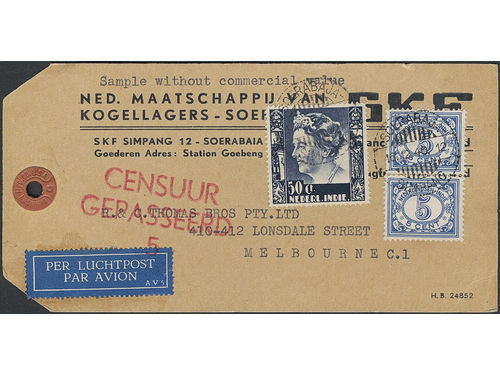 Sample without commercial value
NED. MAATSCHAPPIJ VAN SKF
KOGELLAGERS - SOER
SKF SIMPANG 12 - SOERABAIA
Goederen Adres: Station Goebeng
SOERABAJA
50 CT.
NEDERL. INDIE
5
CENT
CENSUUR
GEPASSEERD
5
R. & C. THOMAS BROS PTY.LTD
410-412 LONSDALE STREET
MELBOURNE C.1
PER LUCHTPOST
PAR AVION
AVS
H.B. 24852